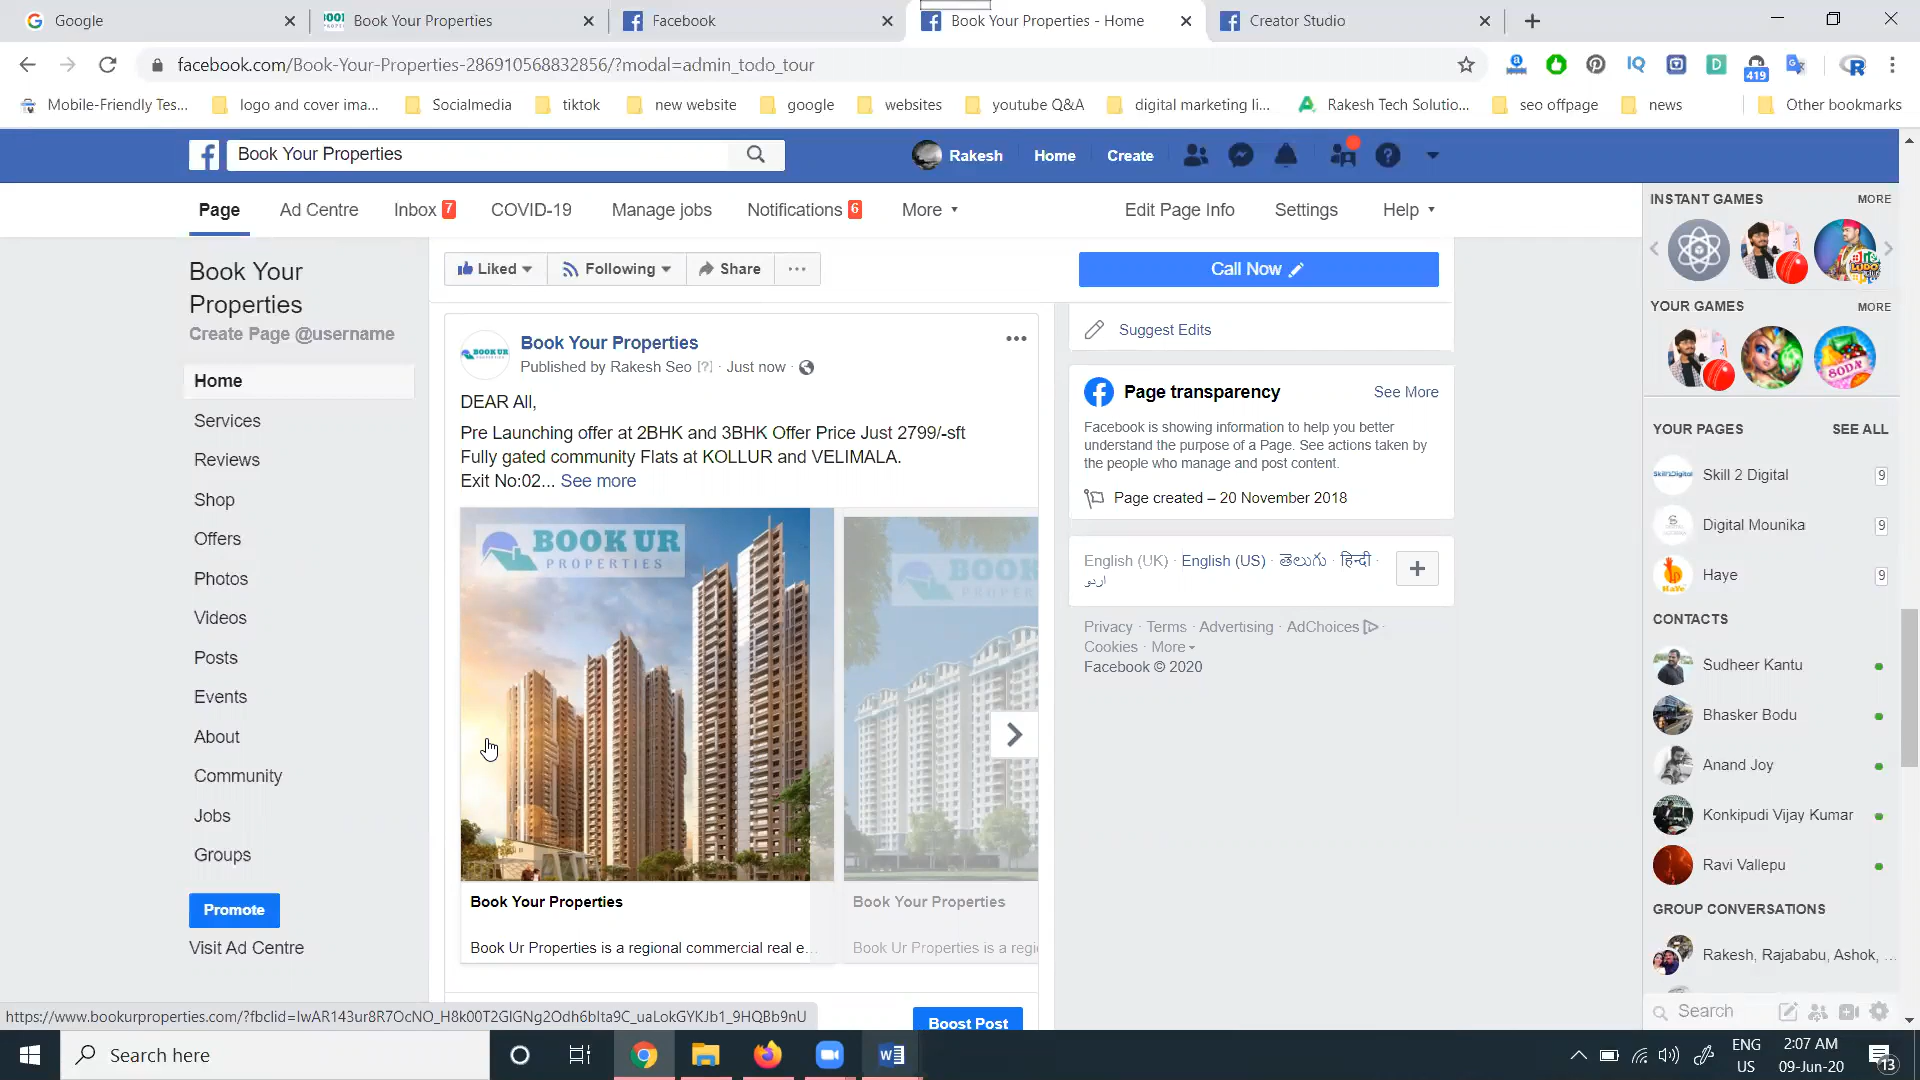 Google
Book Your Properties
Facebook
Book Your Properties - Home
Creator Studio
facebook.com/Book-Your-Properties-286910568832856/?modal=admin_todo_tour
419
Mobile-Friendly Tes...
logo and cover ima...
Socialmedia
tiktok
new website
google
websites
youtube Q&A
digital marketing li...
Rakesh Tech Solutio...
seo offpage
news
Other bookmarks
Book Your Properties
Rakesh
Home
Create
Page
Ad Centre
Inbox 7
COVID-19
Manage jobs
Notifications 6
More
Edit Page Info
Settings
Help
Book Your
Properties
Create Page @username
Home
Services
Reviews
Shop
Offers
Photos
Videos
Posts
Events
About
Community
Jobs
Groups
Promote
Visit Ad Centre
Liked
Following
Share
Call Now
BOOK UR
Book Your Properties
Published by Rakesh Seo [?] · Just now ·
DEAR All,
Pre Launching offer at 2BHK and 3BHK Offer Price Just 2799/-sft
Fully gated community Flats at KOLLUR and VELIMALA.
Exit No:02... See more
BOOK UR
PROPERTIES
Book Your Properties
Book Ur Properties is a regional commercial real e...
BOOK
PROPERTIES
Book Your Properties
Book Ur Properties is a regi
Boost Post
Suggest Edits
Page transparency
See More
Facebook is showing information to help you better
understand the purpose of a Page. See actions taken by
the people who manage and post content.
Page created – 20 November 2018
English (UK) · English (US) · తెలుగు · हिन्दी ·
اردو
Privacy · Terms · Advertising · AdChoices ·
Cookies · More
Facebook © 2020
INSTANT GAMES
MORE
LUDO
YOUR GAMES
MORE
SODA
YOUR PAGES
SEE ALL
Skill 2 Digital
9
Digital Mounika
9
Haye
9
CONTACTS
Sudheer Kantu
Bhasker Bodu
Anand Joy
Konkipudi Vijay Kumar
Ravi Vallepu
GROUP CONVERSATIONS
Rakesh, Rajababu, Ashok, ...
Search
https://www.bookurproperties.com/?fbclid=IwAR143ur8R7OcNO_H8k00T2GlGNg2Odh6bIta9C_uaLokGYKJb1_9HQBb9nU
Search here
ENG
US
2:07 AM
09-Jun-20
13